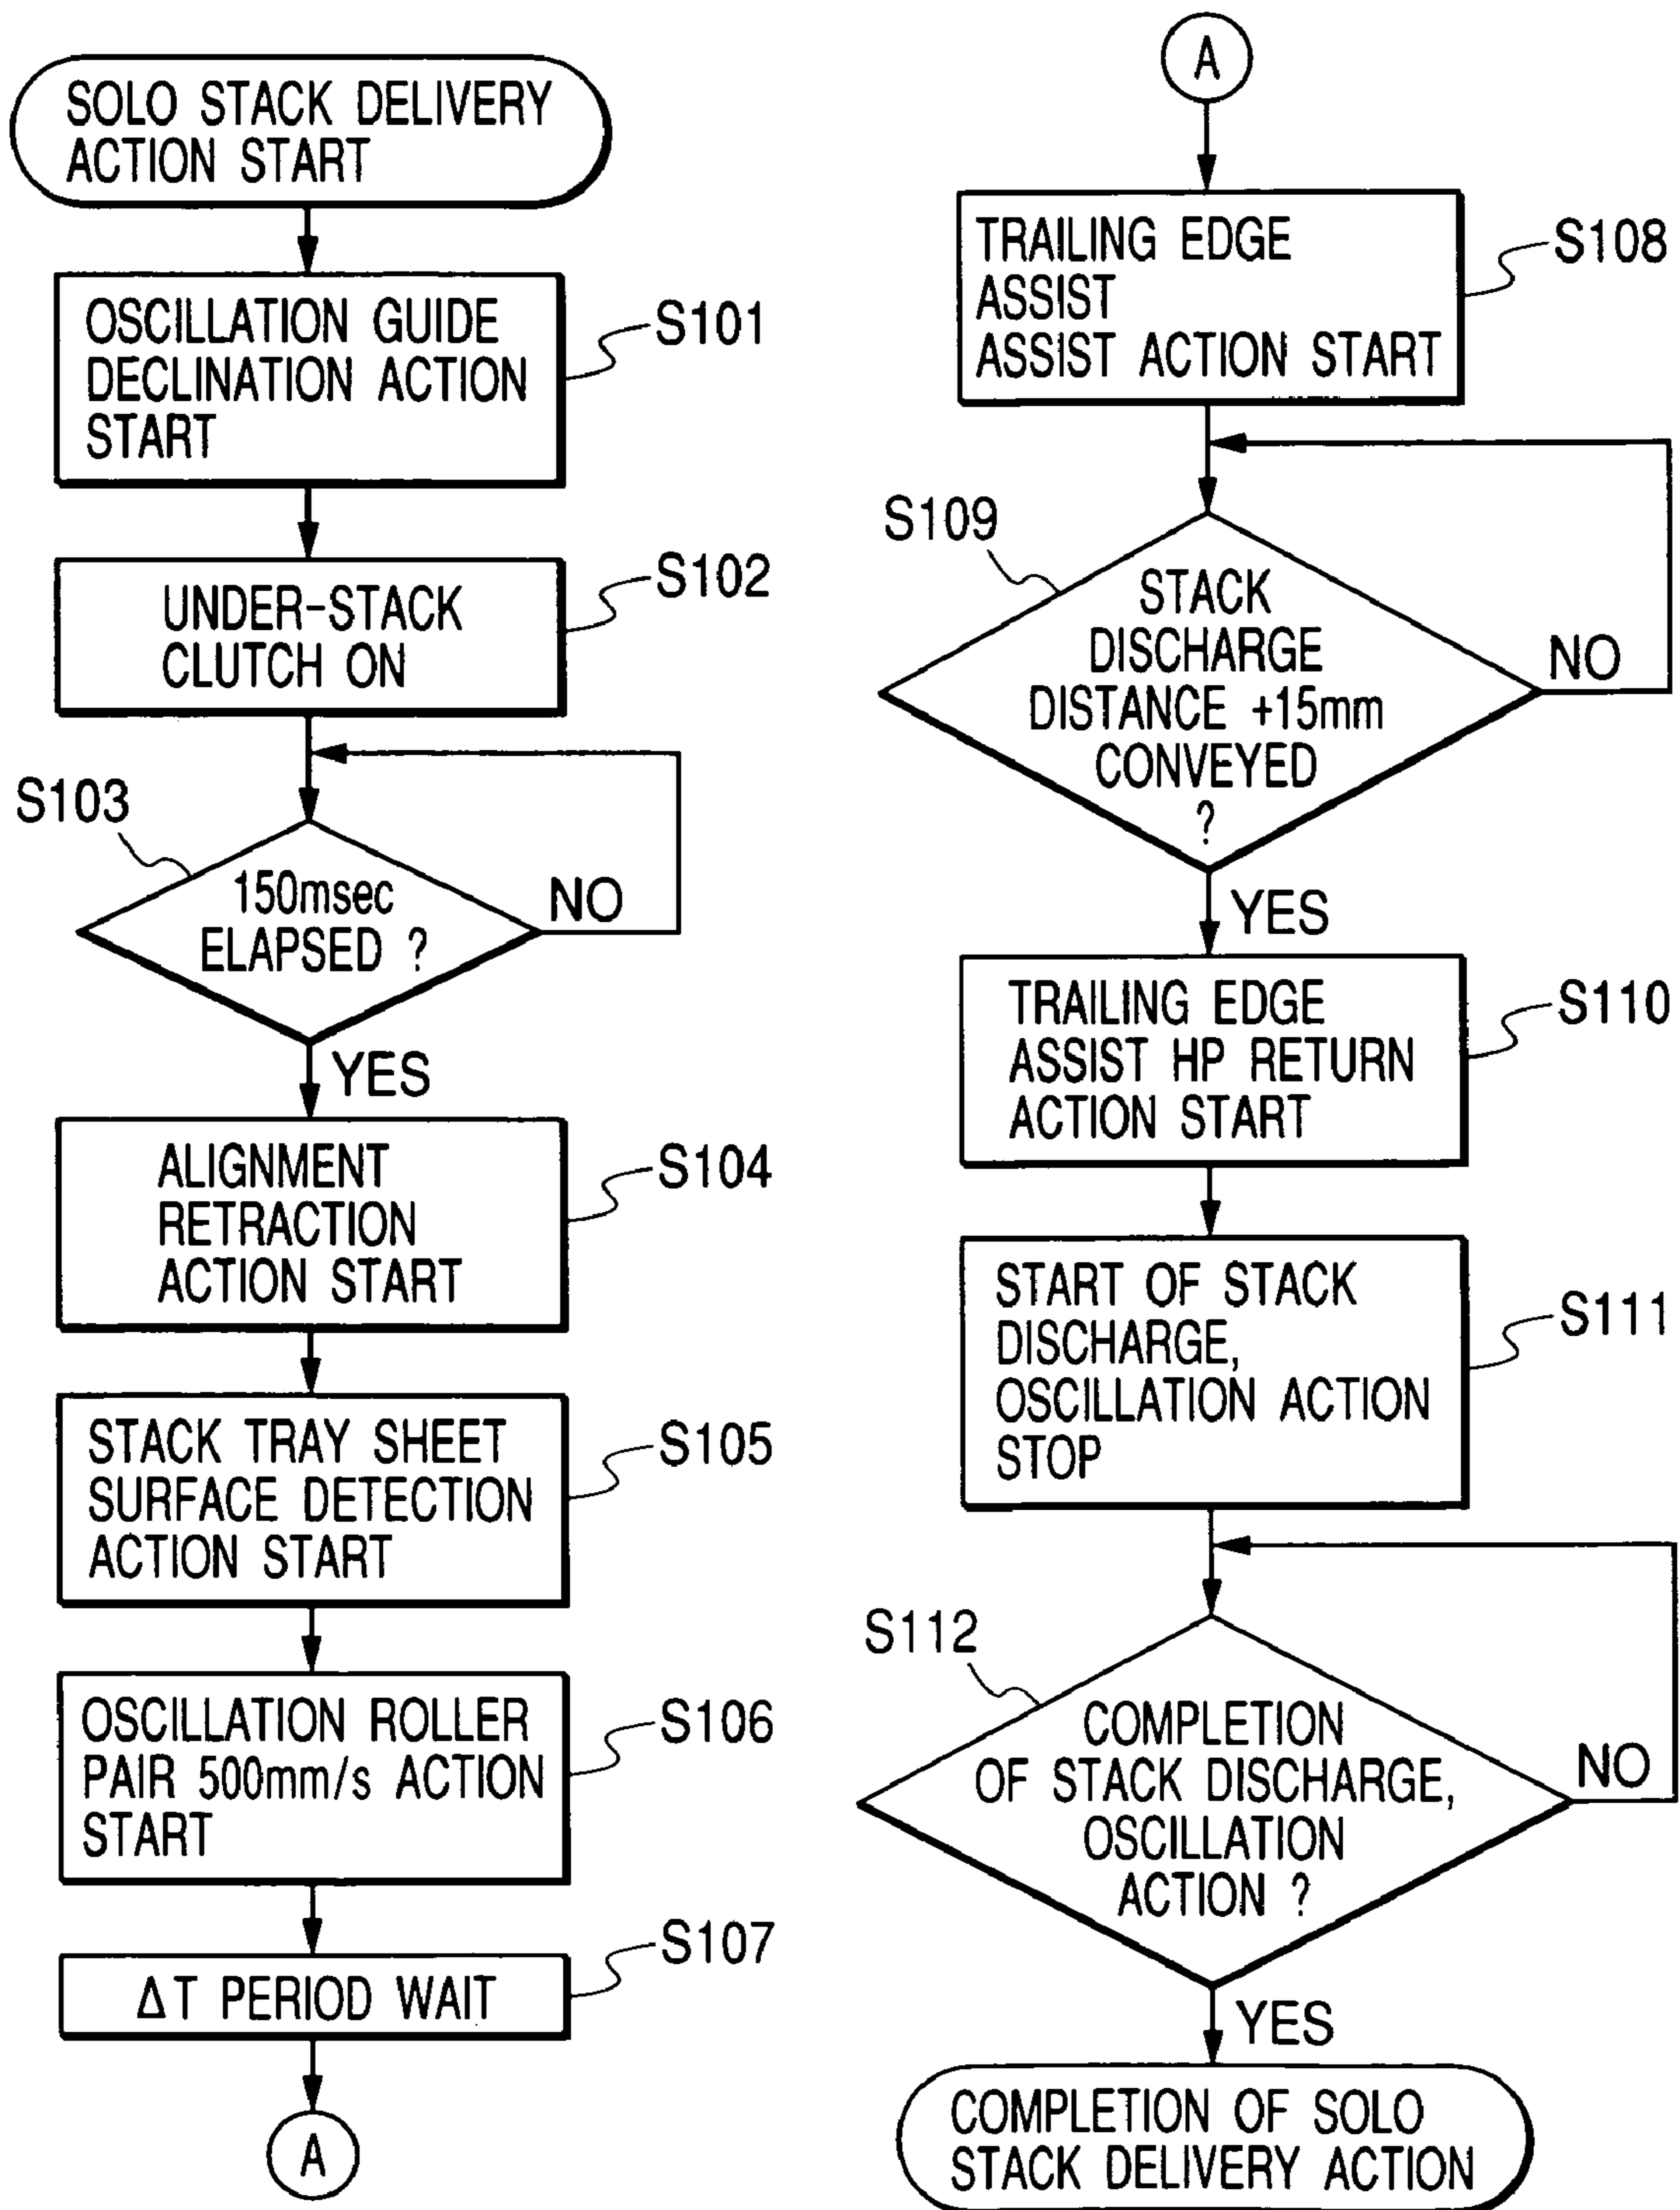 SOLO STACK DELIVERY
ACTION START
OSCILLATION GUIDE
DECLINATION ACTION
START
S101
UNDER-STACK
CLUTCH ON
S102
S103
150msec
ELAPSED ?
NO
YES
ALIGNMENT
RETRACTION
ACTION START
S104
STACK TRAY SHEET
SURFACE DETECTION
ACTION START
S105
OSCILLATION ROLLER
PAIR 500mm/s ACTION
START
S106
ΔT PERIOD WAIT
S107
A
A
TRAILING EDGE
ASSIST
ASSIST ACTION START
S108
S109
STACK
DISCHARGE
DISTANCE +15mm
CONVEYED
?
NO
YES
TRAILING EDGE
ASSIST HP RETURN
ACTION START
S110
START OF STACK
DISCHARGE,
OSCILLATION ACTION
STOP
S111
S112
COMPLETION
OF STACK DISCHARGE,
OSCILLATION
ACTION ?
NO
YES
COMPLETION OF SOLO
STACK DELIVERY ACTION